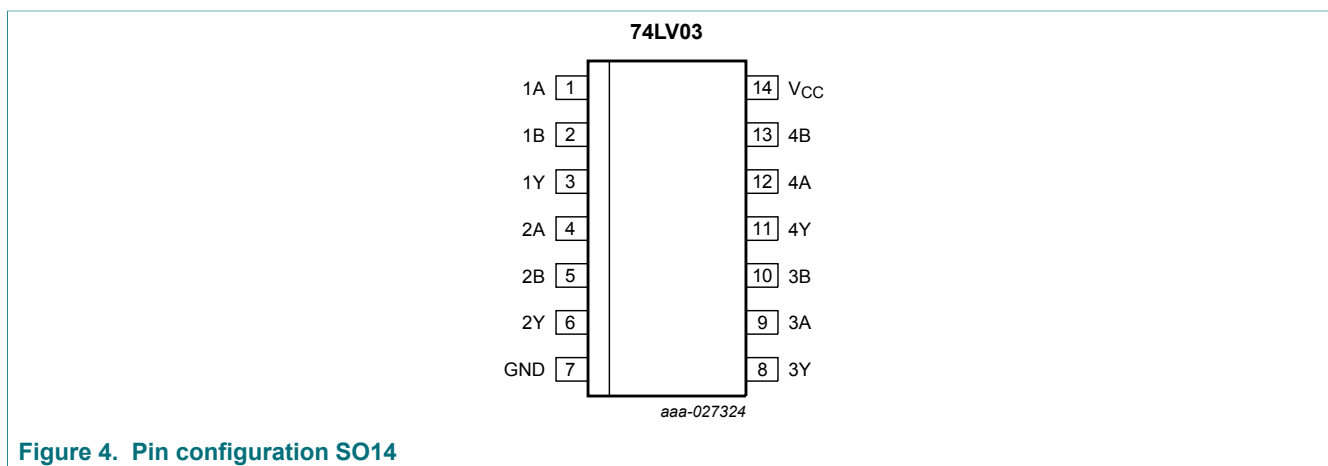 74LV03
1A 1 14 VCC
1B 2 13 4B
1Y 3 12 4A
2A 4 11 4Y
2B 5 10 3B
2Y 6 9 3A
GND 7 8 3Y
aaa-027324
Figure 4. Pin configuration SO14